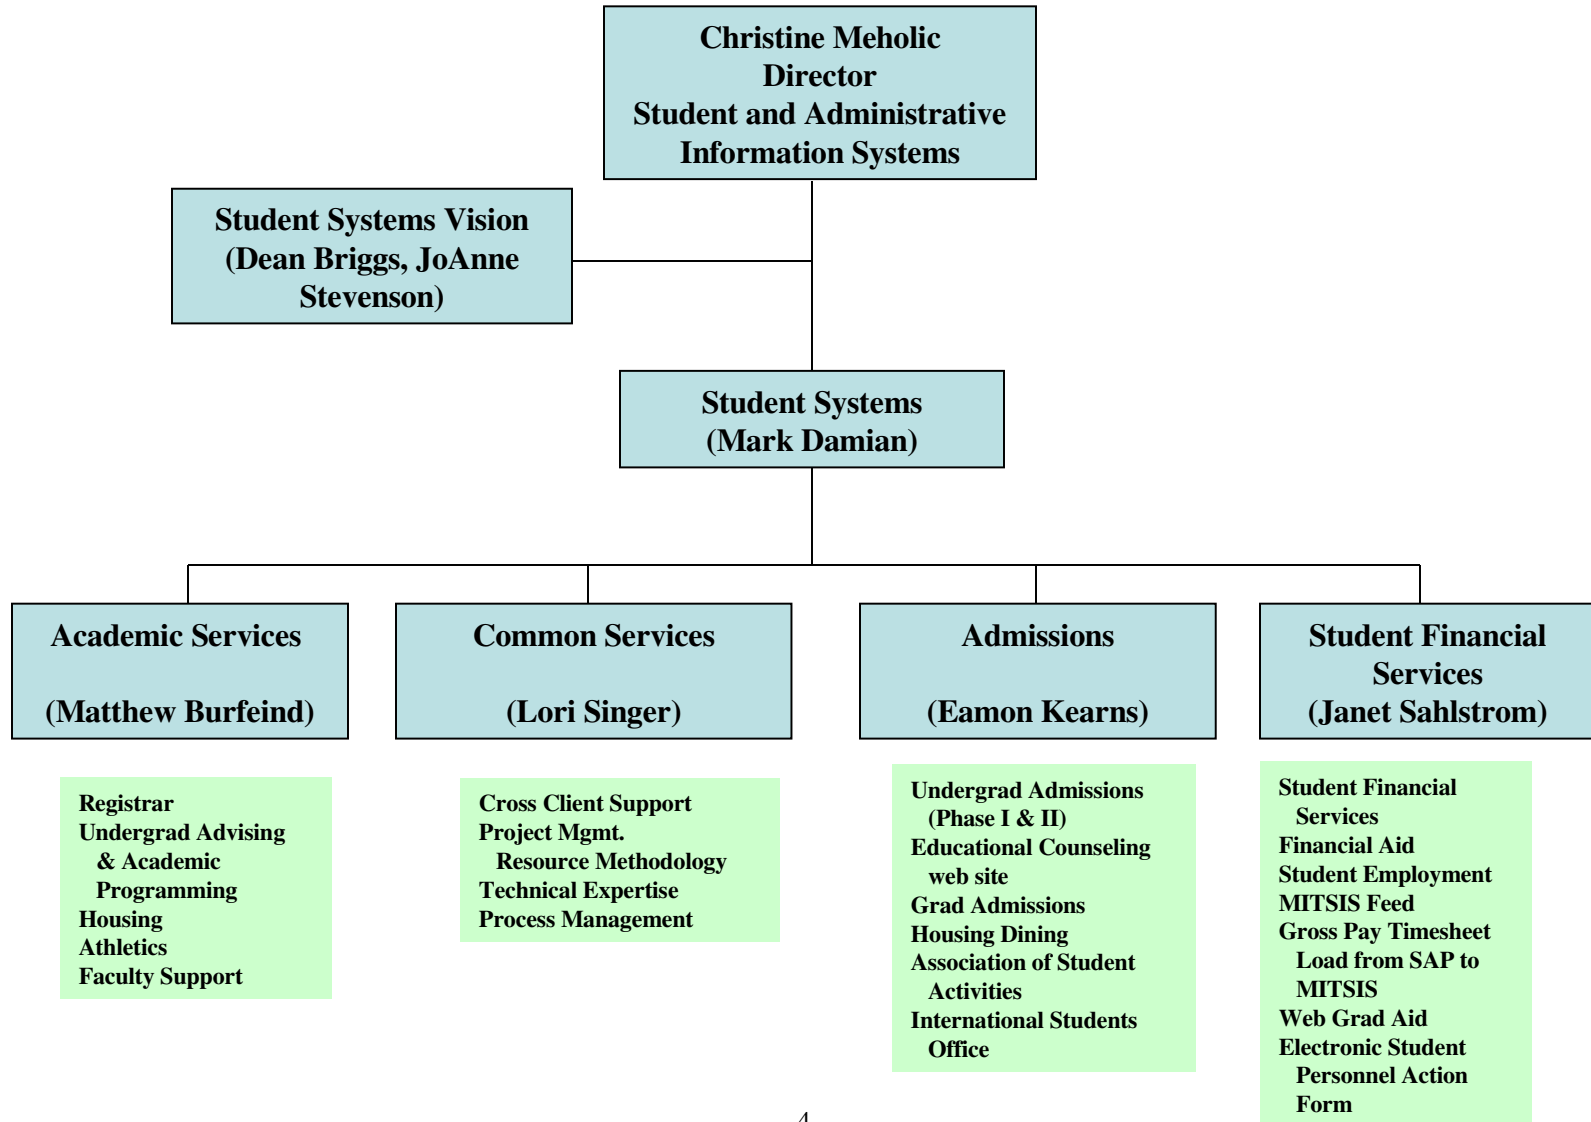 Christine Meholic
Director
Student and Administrative
Information Systems
Student Systems Vision
(Dean Briggs, JoAnne
Stevenson)
Student Systems
(Mark Damian)
Academic Services
(Matthew Burfeind)
Common Services
(Lori Singer)
Admissions
(Eamon Kearns)
Student Financial
Services
(Janet Sahlstrom)
Registrar
Undergrad Advising
& Academic
Programming
Housing
Athletics
Faculty Support
Cross Client Support
Project Mgmt.
Resource Methodology
Technical Expertise
Process Management
Undergrad Admissions
(Phase I & II)
Educational Counseling
web site
Grad Admissions
Housing Dining
Association of Student
Activities
International Students
Office
Student Financial
Services
Financial Aid
Student Employment
MITSIS Feed
Gross Pay Timesheet
Load from SAP to
MITSIS
Web Grad Aid
Electronic Student
Personnel Action
Form
4